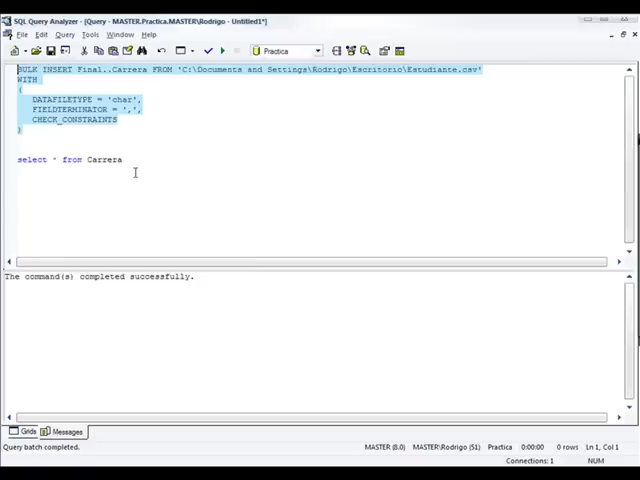 SQL Query Analyzer - [Query - MASTER.Practica.MASTER\Rodrigo - Untitled1*]
File Edit Query Tools Window Help
Practica
BULK INSERT Final..Carrera FROM 'C:\Documents and Settings\Rodrigo\Escritorio\Estudiante.csv'
WITH
(
DATAFILETYPE = 'char',
FIELDTERMINATOR = ',',
CHECK_CONSTRAINTS
)
select * from Carrera
The command(s) completed successfully.
Grids Messages
Query batch completed. MASTER (8.0) MASTER\Rodrigo (51) Practica 0:00:00 0 rows Ln 1, Col 1
Connections: 1 NUM